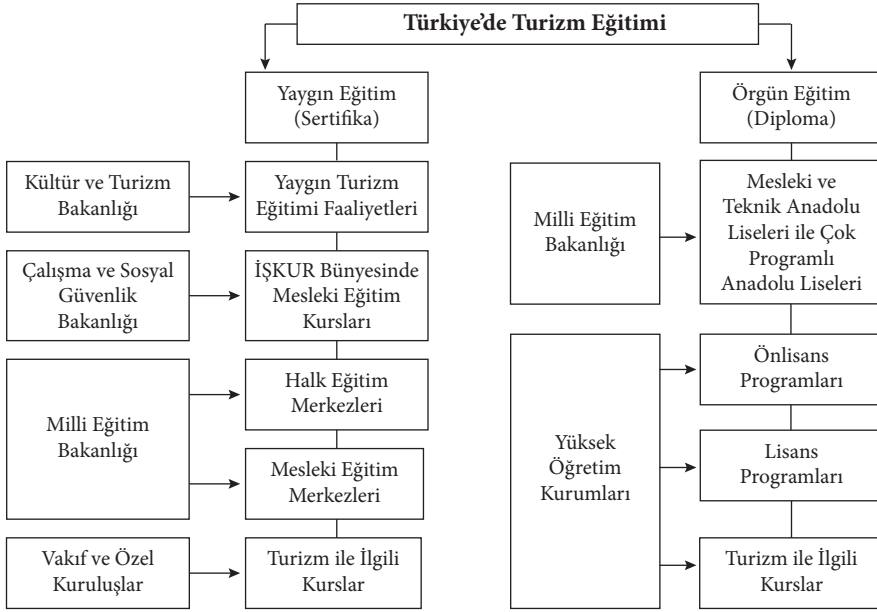 Türkiye'de Turizm Eğitimi
Yaygın Eğitim
(Sertifika)
Kültür ve Turizm
Bakanlığı
Yaygın Turizm
Eğitimi Faaliyetleri
Çalışma ve Sosyal
Güvenlik
Bakanlığı
İŞKUR Bünyesinde
Mesleki Eğitim
Kursları
Milli Eğitim
Bakanlığı
Halk Eğitim
Merkezleri
Mesleki Eğitim
Merkezleri
Vakıf ve Özel
Kuruluşlar
Turizm ile İlgili
Kurslar
Örgün Eğitim
(Diploma)
Milli Eğitim
Bakanlığı
Mesleki ve
Teknik Anadolu
Liseleri ile Çok
Programlı
Anadolu Liseleri
Yüksek
Öğretim
Kurumları
Önlisans
Programları
Lisans
Programları
Turizm ile İlgili
Kurslar